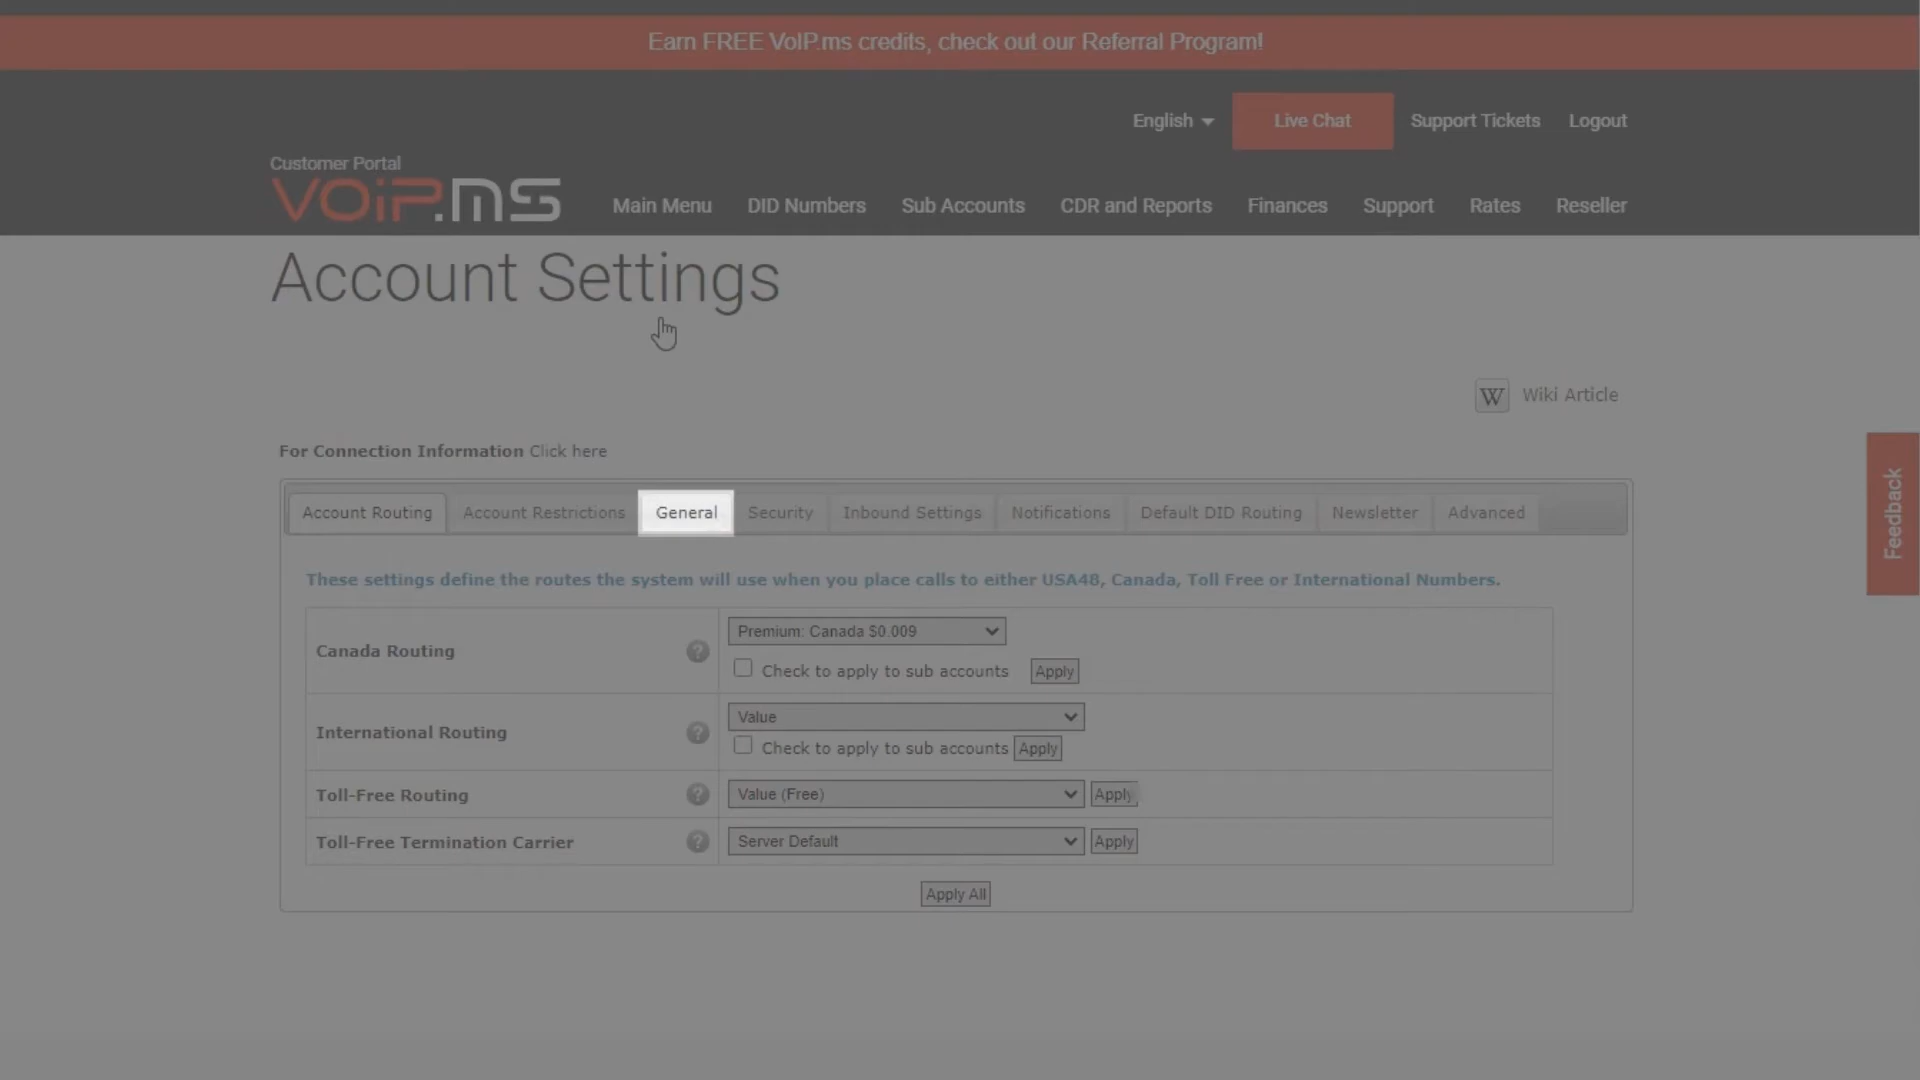 Earn FREE VoIP.ms credits, check out our Referral Program!
English Live Chat Support Tickets Logout
Customer Portal
VOIP.MS
Main Menu DID Numbers Sub Accounts CDR and Reports Finances Support Rates Reseller
Account Settings
W Wiki Article
For Connection Information Click here
Feedback
Account Routing Account Restrictions General Security Inbound Settings Notifications Default DID Routing Newsletter Advanced
These settings define the routes the system will use when you place calls to either USA48, Canada, Toll Free or International Numbers.
Canada Routing ? Premium: Canada $0.009
Check to apply to sub accounts Apply
International Routing ? Value
Check to apply to sub accounts Apply
Toll-Free Routing ? Value (Free) Apply
Toll-Free Termination Carrier ? Server Default Apply
Apply All